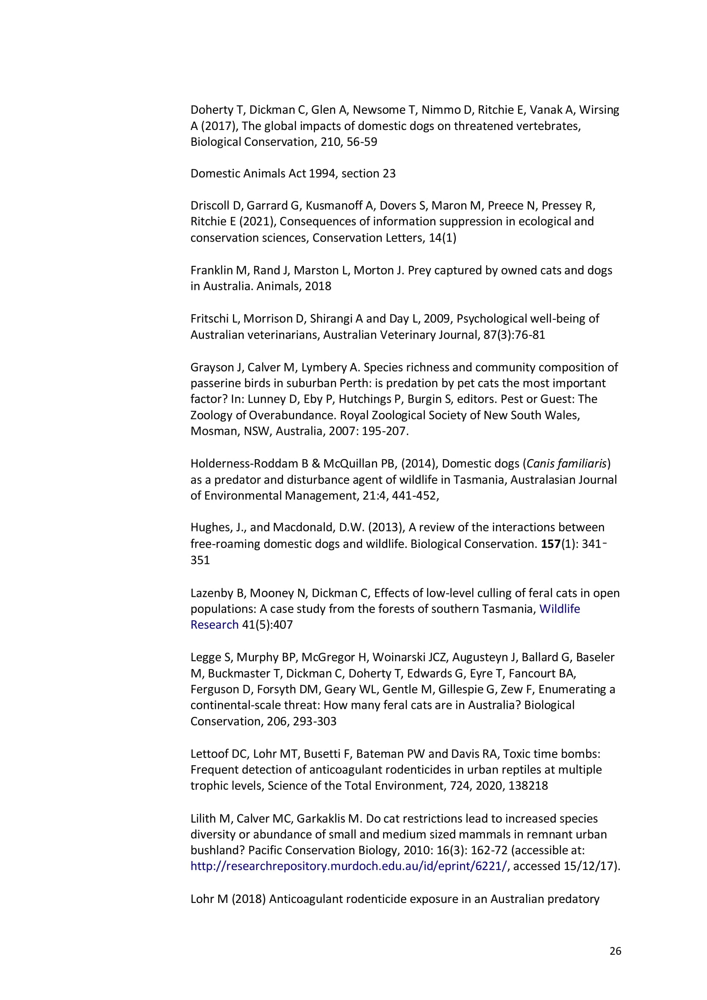 Doherty T, Dickman C, Glen A, Newsome T, Nimmo D, Ritchie E, Vanak A, Wirsing
A (2017), The global impacts of domestic dogs on threatened vertebrates,
Biological Conservation, 210, 56-59
Domestic Animals Act 1994, section 23
Driscoll D, Garrard G, Kusmanoff A, Dovers S, Maron M, Preece N, Pressey R,
Ritchie E (2021), Consequences of information suppression in ecological and
conservation sciences, Conservation Letters, 14(1)
Franklin M, Rand J, Marston L, Morton J. Prey captured by owned cats and dogs
in Australia. Animals, 2018
Fritschi L, Morrison D, Shirangi A and Day L, 2009, Psychological well-being of
Australian veterinarians, Australian Veterinary Journal, 87(3):76-81
Grayson J, Calver M, Lymbery A. Species richness and community composition of
passerine birds in suburban Perth: is predation by pet cats the most important
factor? In: Lunney D, Eby P, Hutchings P, Burgin S, editors. Pest or Guest: The
Zoology of Overabundance. Royal Zoological Society of New South Wales,
Mosman, NSW, Australia, 2007: 195-207.
Holderness-Roddam B & McQuillan PB, (2014), Domestic dogs (Canis familiaris)
as a predator and disturbance agent of wildlife in Tasmania, Australasian Journal
of Environmental Management, 21:4, 441-452,
Hughes, J., and Macdonald, D.W. (2013), A review of the interactions between
free-roaming domestic dogs and wildlife. Biological Conservation. 157(1): 341-
351
Lazenby B, Mooney N, Dickman C, Effects of low-level culling of feral cats in open
populations: A case study from the forests of southern Tasmania, Wildlife
Research 41(5):407
Legge S, Murphy BP, McGregor H, Woinarski JCZ, Augusteyn J, Ballard G, Baseler
M, Buckmaster T, Dickman C, Doherty T, Edwards G, Eyre T, Fancourt BA,
Ferguson D, Forsyth DM, Geary WL, Gentle M, Gillespie G, Zew F, Enumerating a
continental-scale threat: How many feral cats are in Australia? Biological
Conservation, 206, 293-303
Lettoof DC, Lohr MT, Busetti F, Bateman PW and Davis RA, Toxic time bombs:
Frequent detection of anticoagulant rodenticides in urban reptiles at multiple
trophic levels, Science of the Total Environment, 724, 2020, 138218
Lilith M, Calver MC, Garkaklis M. Do cat restrictions lead to increased species
diversity or abundance of small and medium sized mammals in remnant urban
bushland? Pacific Conservation Biology, 2010: 16(3): 162-72 (accessible at:
http://researchrepository.murdoch.edu.au/id/eprint/6221/, accessed 15/12/17).
Lohr M (2018) Anticoagulant rodenticide exposure in an Australian predatory
26